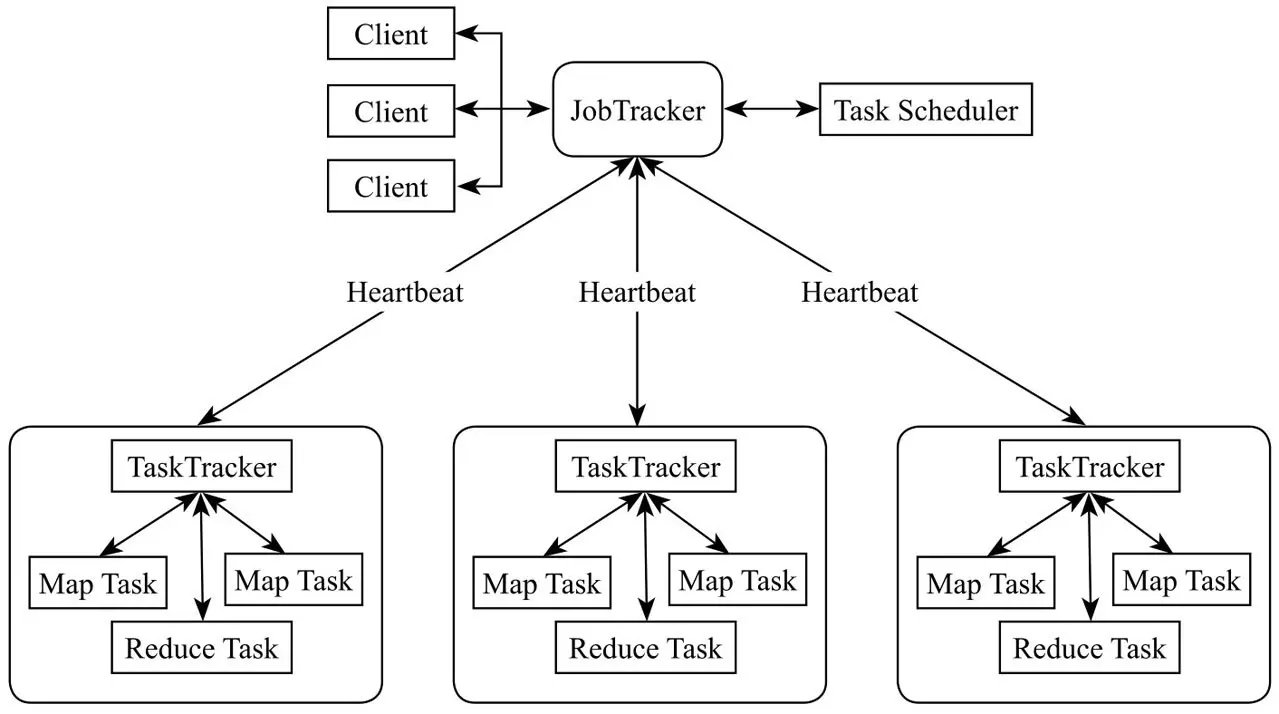 Client
Client
Client
JobTracker
Task Scheduler
Heartbeat
Heartbeat
Heartbeat
TaskTracker
Map Task
Map Task
Reduce Task
TaskTracker
Map Task
Map Task
Reduce Task
TaskTracker
Map Task
Map Task
Reduce Task